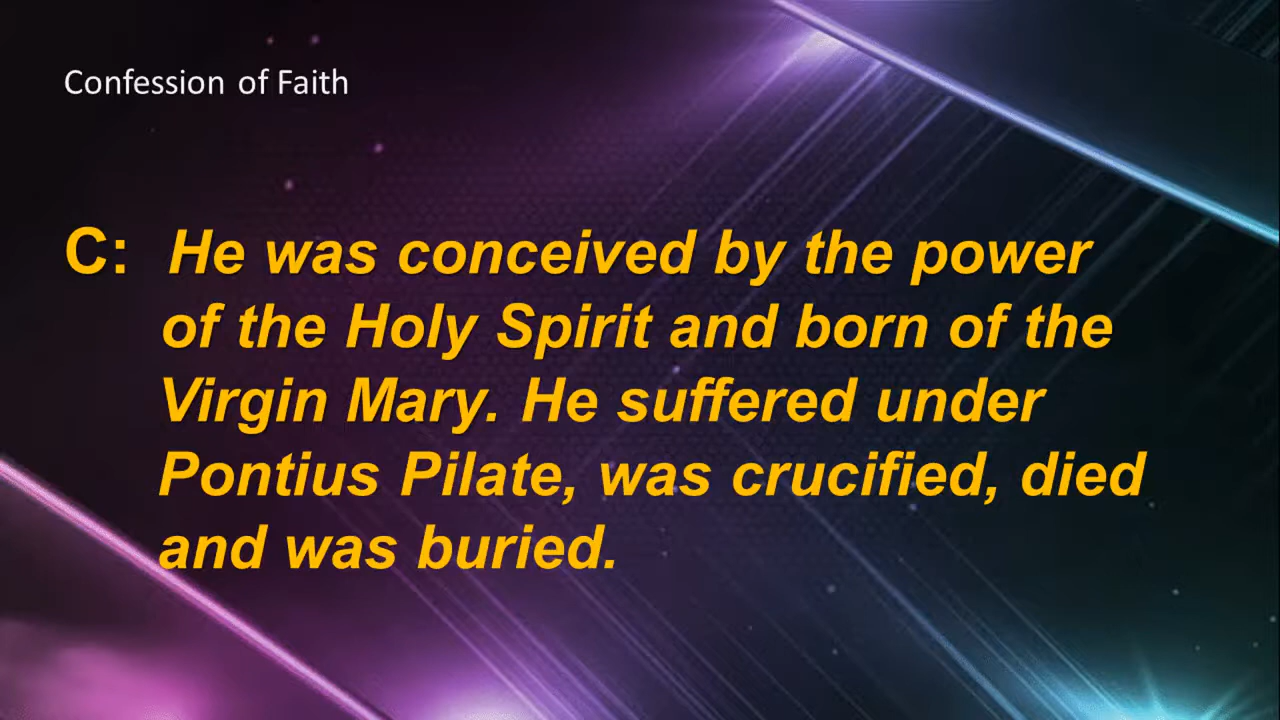 Confession of Faith
C: He was conceived by the power
of the Holy Spirit and born of the
Virgin Mary. He suffered under
Pontius Pilate, was crucified, died
and was buried.